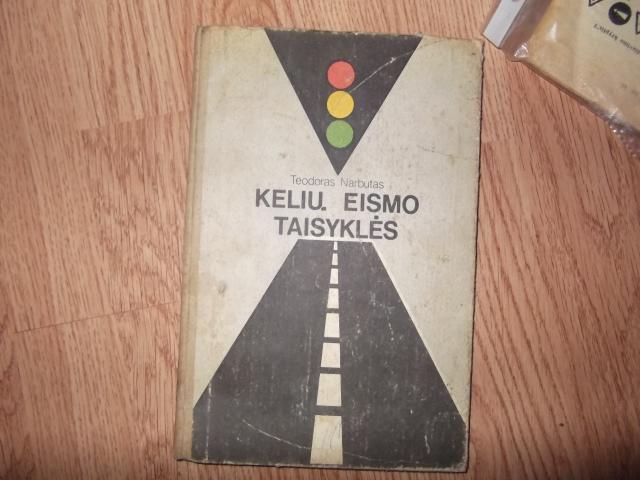 Teodoras Narbutas
KELIŲ EISMO
TAISYKLĖS